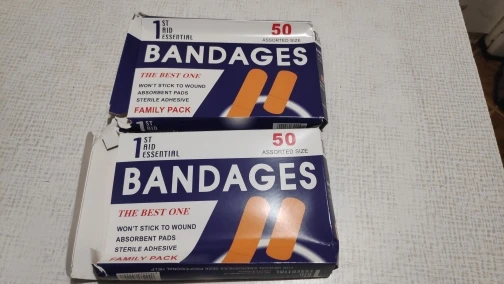 1ST AID ESSENTIAL
50
ASSORTED SIZE
BANDAGES
THE BEST ONE
WON'T STICK TO WOUND
ABSORBENT PADS
STERILE ADHESIVE
FAMILY PACK
1ST AID ESSENTIAL
50
ASSORTED SIZE
BANDAGES
THE BEST ONE
WON'T STICK TO WOUND
ABSORBENT PADS
STERILE ADHESIVE
FAMILY PACK